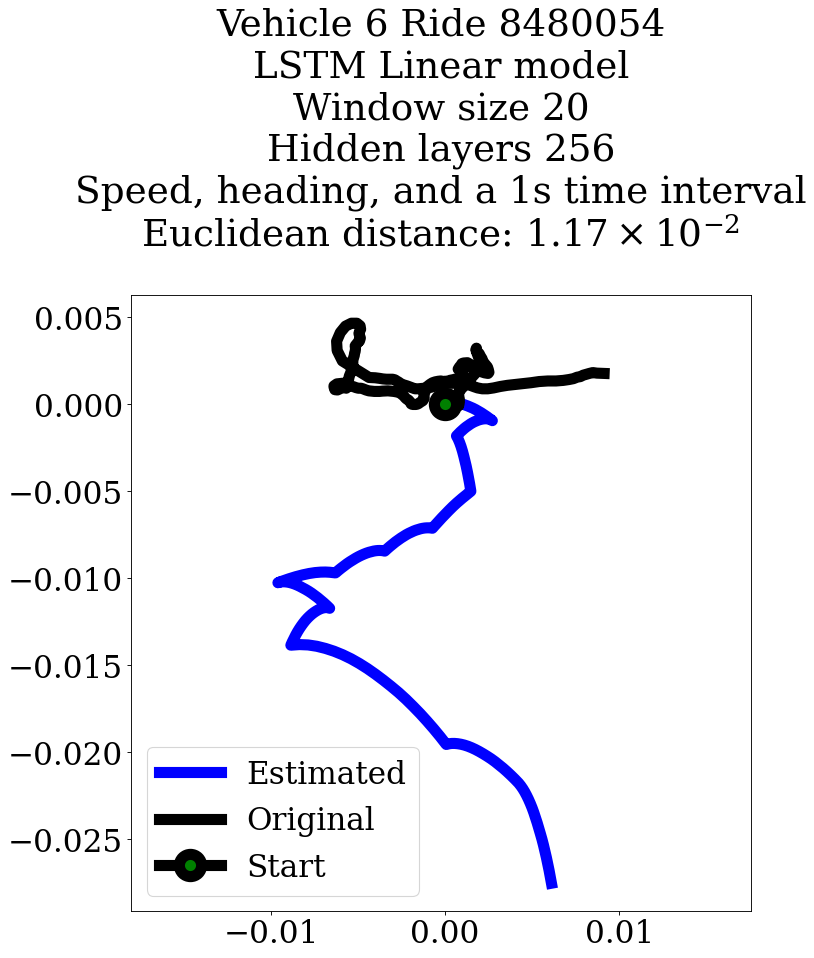 Vehicle 6 Ride 8480054
LSTM Linear model
Window size 20
Hidden layers 256
Speed, heading, and a 1s time interval
Euclidean distance: 1.17 × 10⁻²
0.005
0.000
−0.005
−0.010
−0.015
−0.020
−0.025
Estimated
Original
Start
−0.01 0.00 0.01